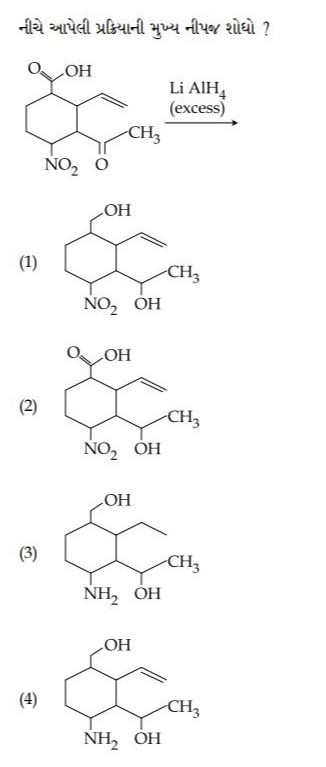 નીચે આપેલી પ્રક્રિયાની મુખ્ય નીપજ શોધો ?
O OH
Li AlH4
(excess)
CH3
NO2 O
(1)
OH
CH3
NO2 OH
(2)
O OH
CH3
NO2 OH
(3)
OH
CH3
NH2 OH
(4)
OH
CH3
NH2 OH